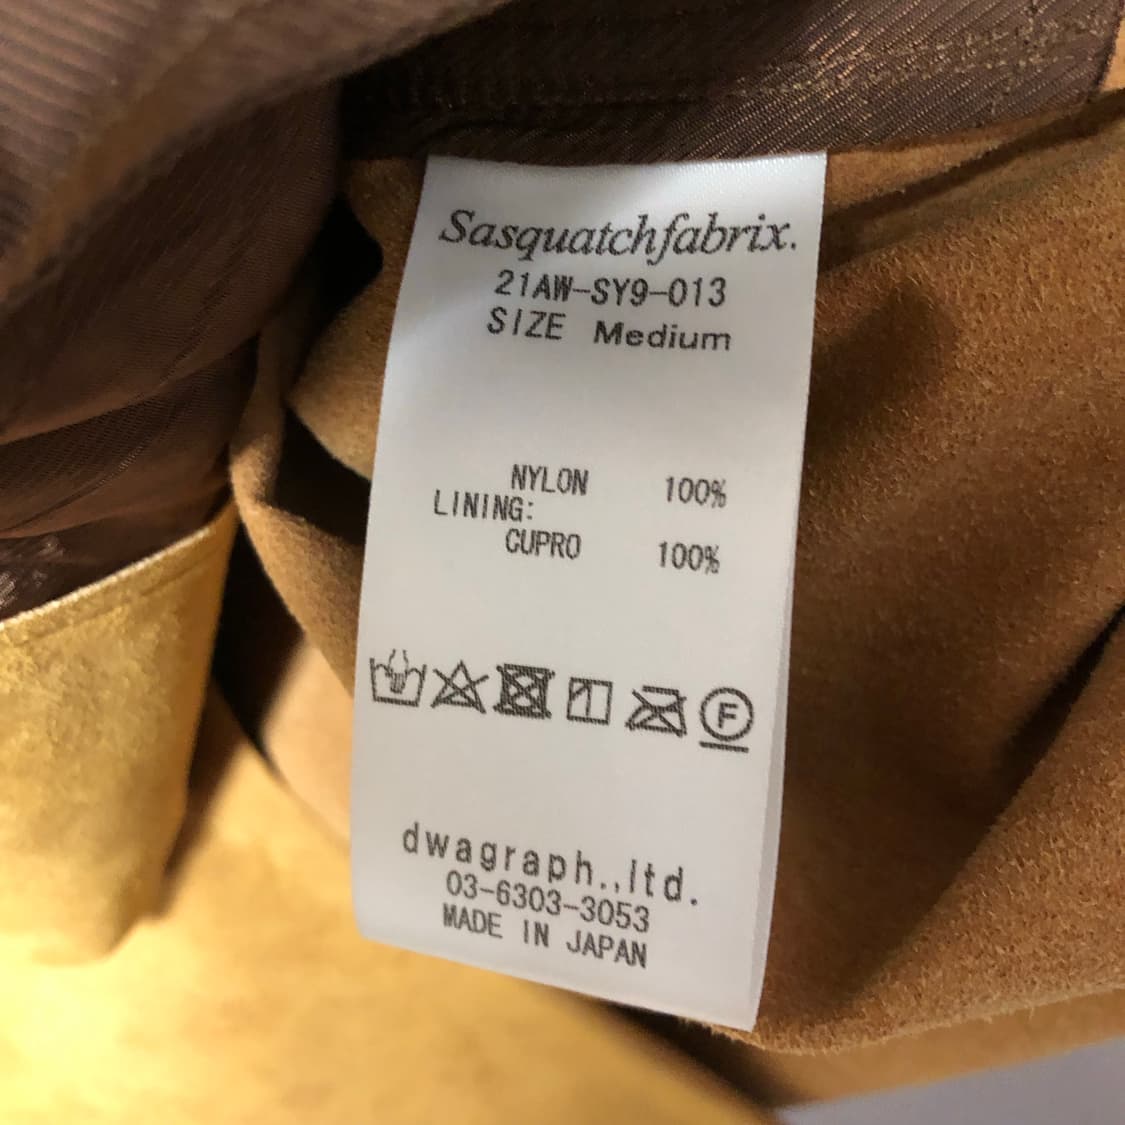 Sasquatchfabrix.
21AW-SY9-013
SIZE Medium
NYLON 100%
LINING:
CUPRO 100%
F
dwagraph.,ltd.
03-6303-3053
MADE IN JAPAN